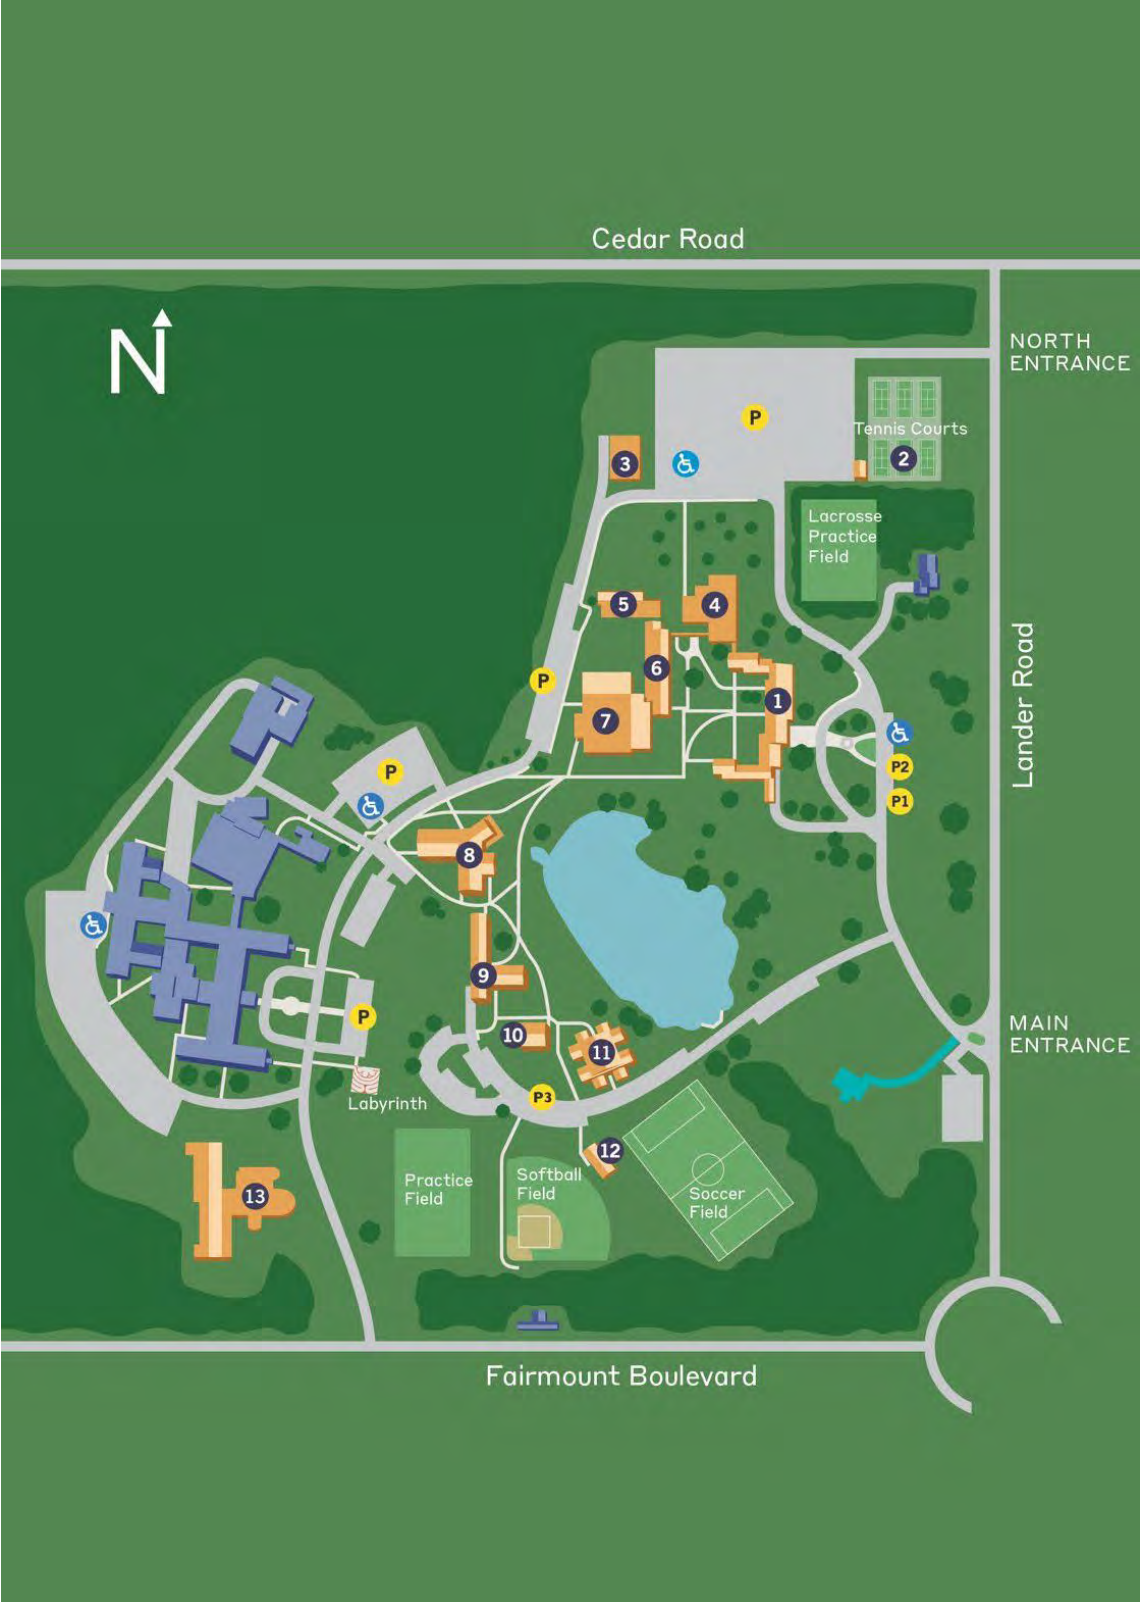 Cedar Road
N
NORTH
ENTRANCE
P
Tennis Courts
2
3
Lacrosse
Practice
Field
5
4
6
P
1
7
Lander Road
P2
P
P1
8
9
P
10
11
MAIN
ENTRANCE
P3
Labyrinth
12
Practice
Field
Softball
Field
Soccer
Field
13
Fairmount Boulevard